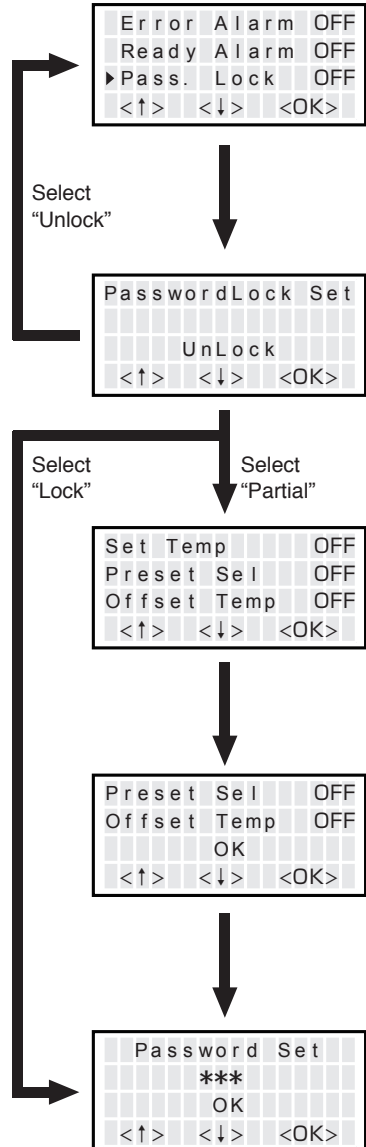 Error Alarm OFF
Ready Alarm OFF
▶Pass. Lock OFF
<↑> <↓> <OK>
Select
“Unlock”
PasswordLock Set
UnLock
<↑> <↓> <OK>
Select
“Lock”
Select
“Partial”
Set Temp OFF
Preset Sel OFF
Offset Temp OFF
<↑> <↓> <OK>
Preset Sel OFF
Offset Temp OFF
OK
<↑> <↓> <OK>
Password Set
***
OK
<↑> <↓> <OK>